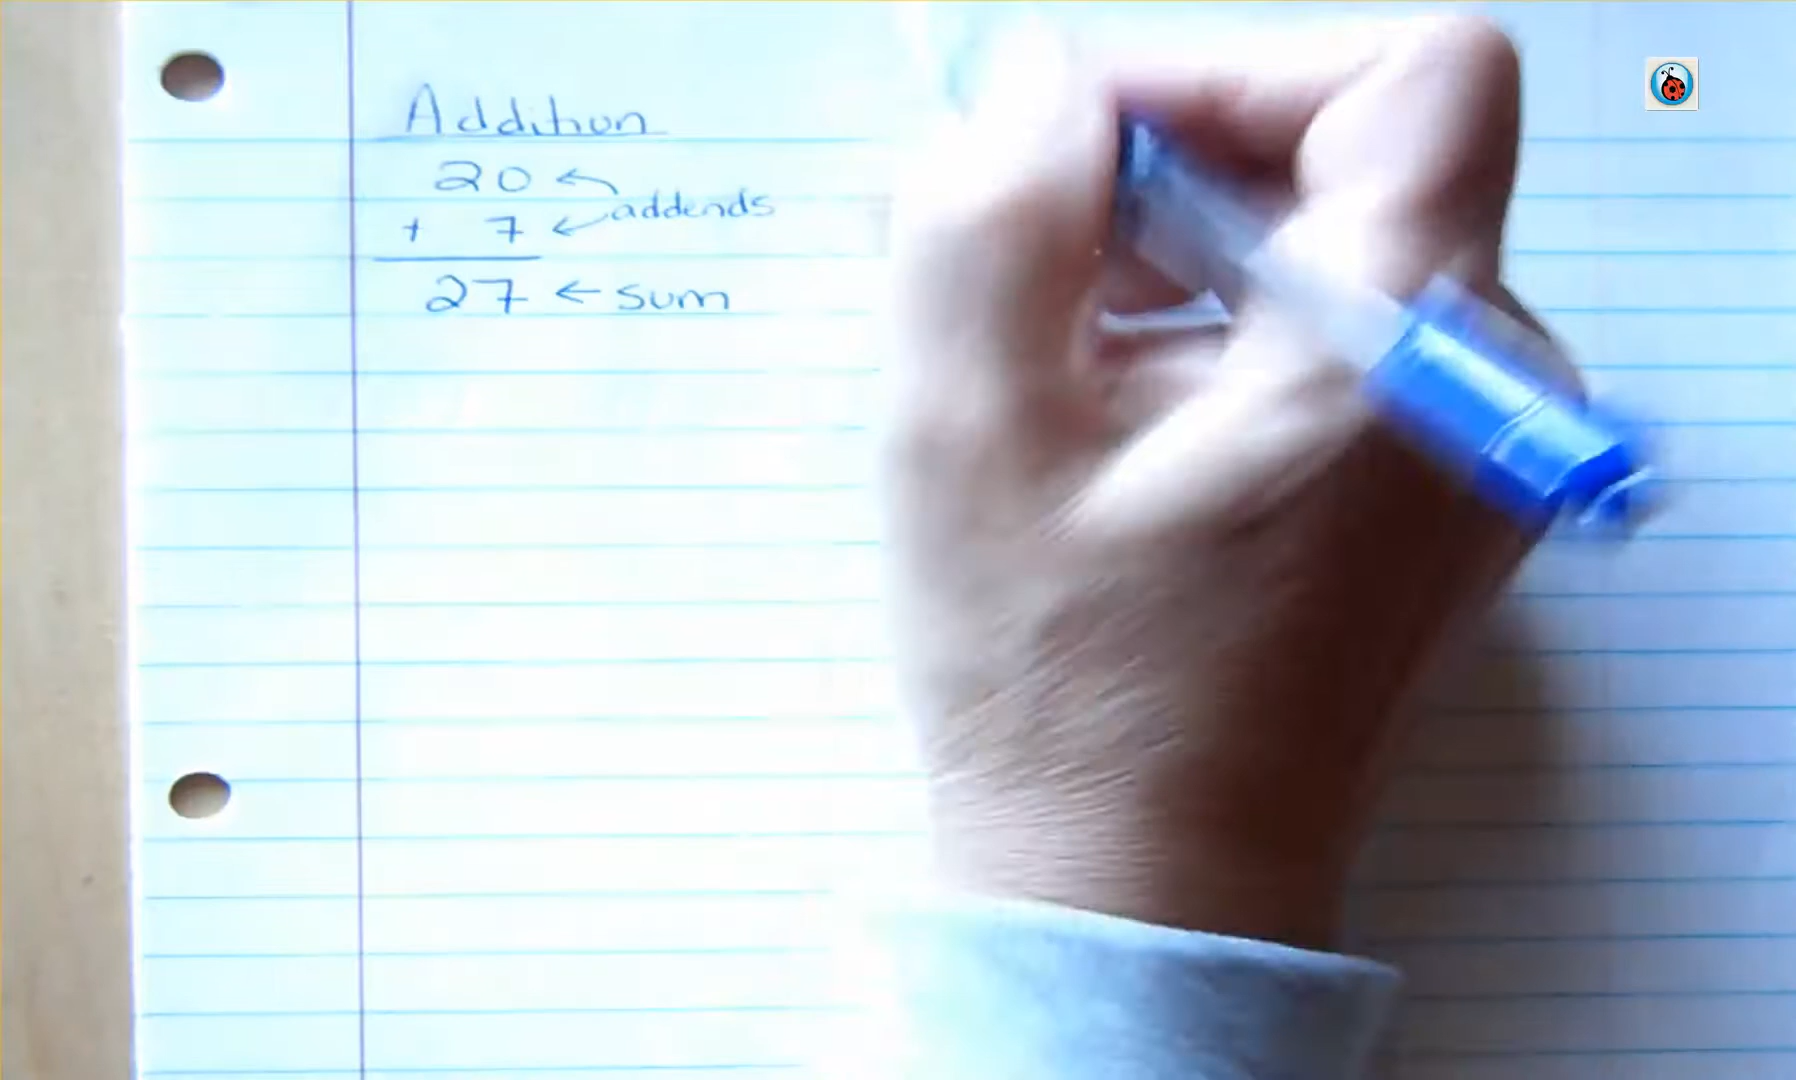 Addition
20 ←
addends
+ 7 ←
27 ← sum